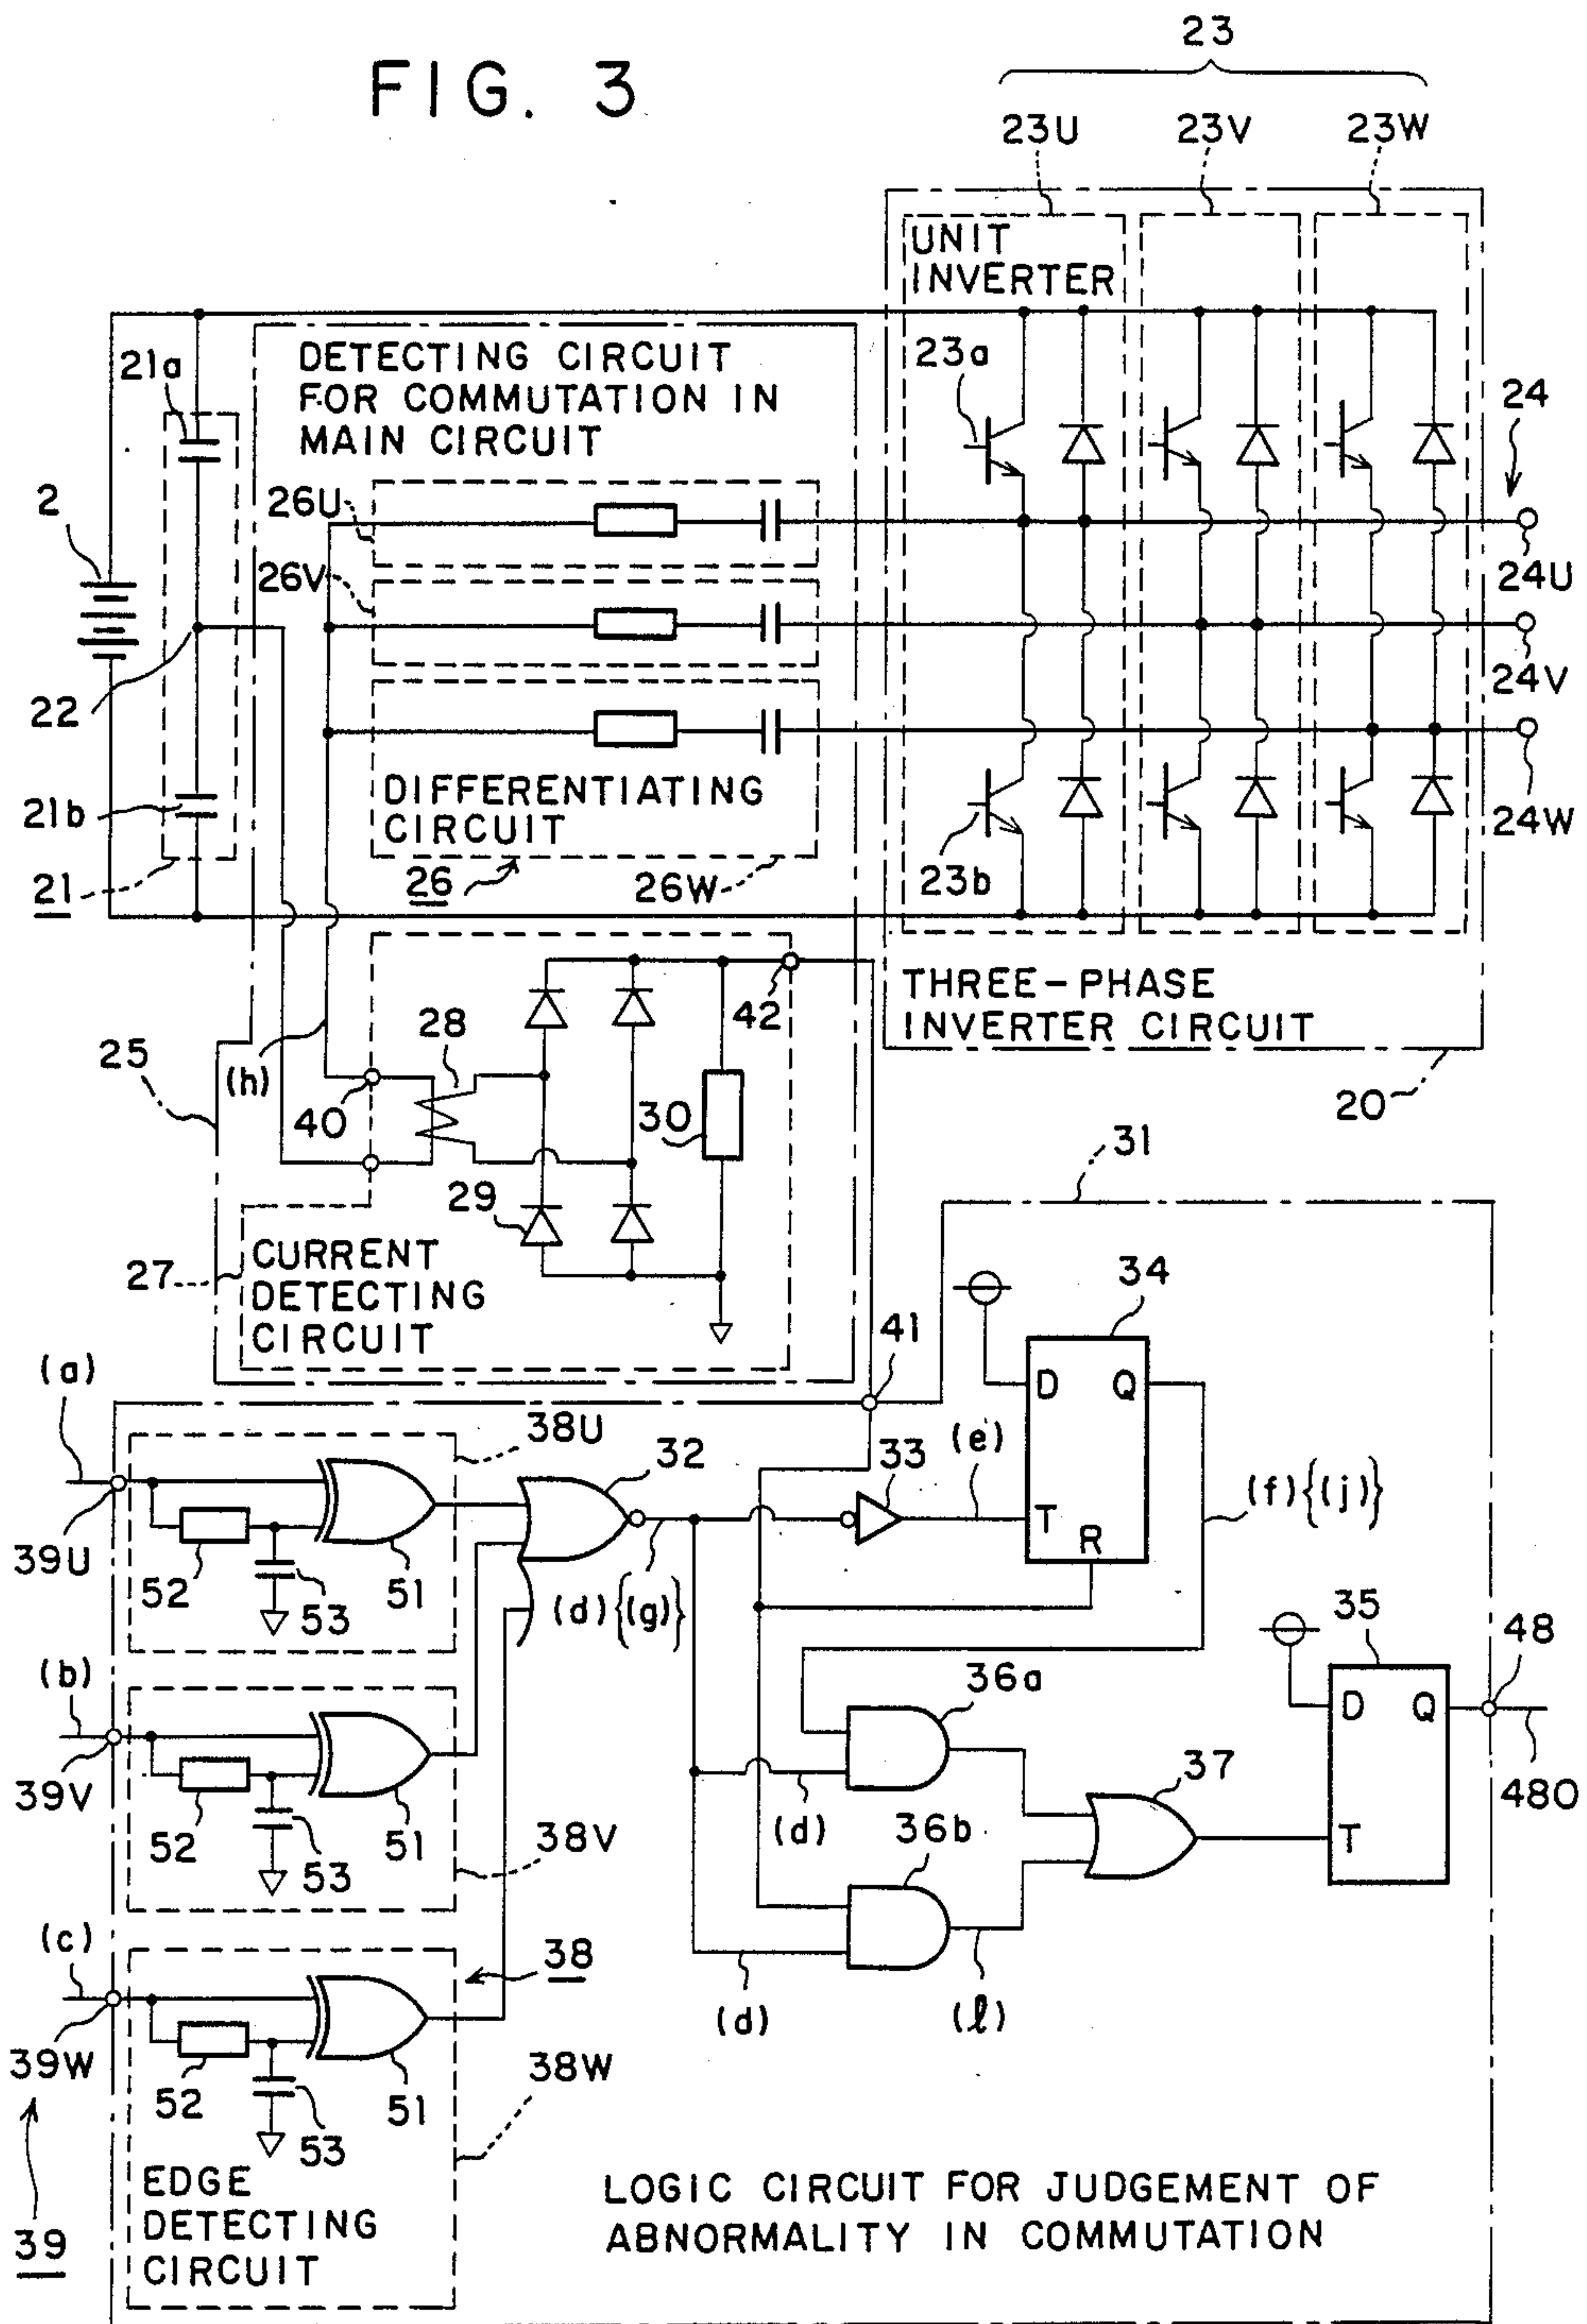 FIG. 3
23
23U 23V 23W
UNIT
INVERTER
21a
DETECTING CIRCUIT
FOR COMMUTATION IN
MAIN CIRCUIT
23a
24
2
26U
24U
26V
24V
22
21b
DIFFERENTIATING
CIRCUIT
24W
21
26
26W
23b
THREE-PHASE
INVERTER CIRCUIT
42
28
25
(h)
40
30
20
31
29
27
CURRENT
DETECTING
CIRCUIT
34
41
(a)
D Q
38U
32
33
(e)
(f){(j)}
T
R
39U
52
53
51
(d){(g)}
35
48
(b)
36a
D Q
39V
37
480
52
53
51
38V
(d)
36b
T
(c)
38
(d)
(l)
39W
52
53
51
38W
EDGE
DETECTING
CIRCUIT
LOGIC CIRCUIT FOR JUDGEMENT OF
ABNORMALITY IN COMMUTATION
39